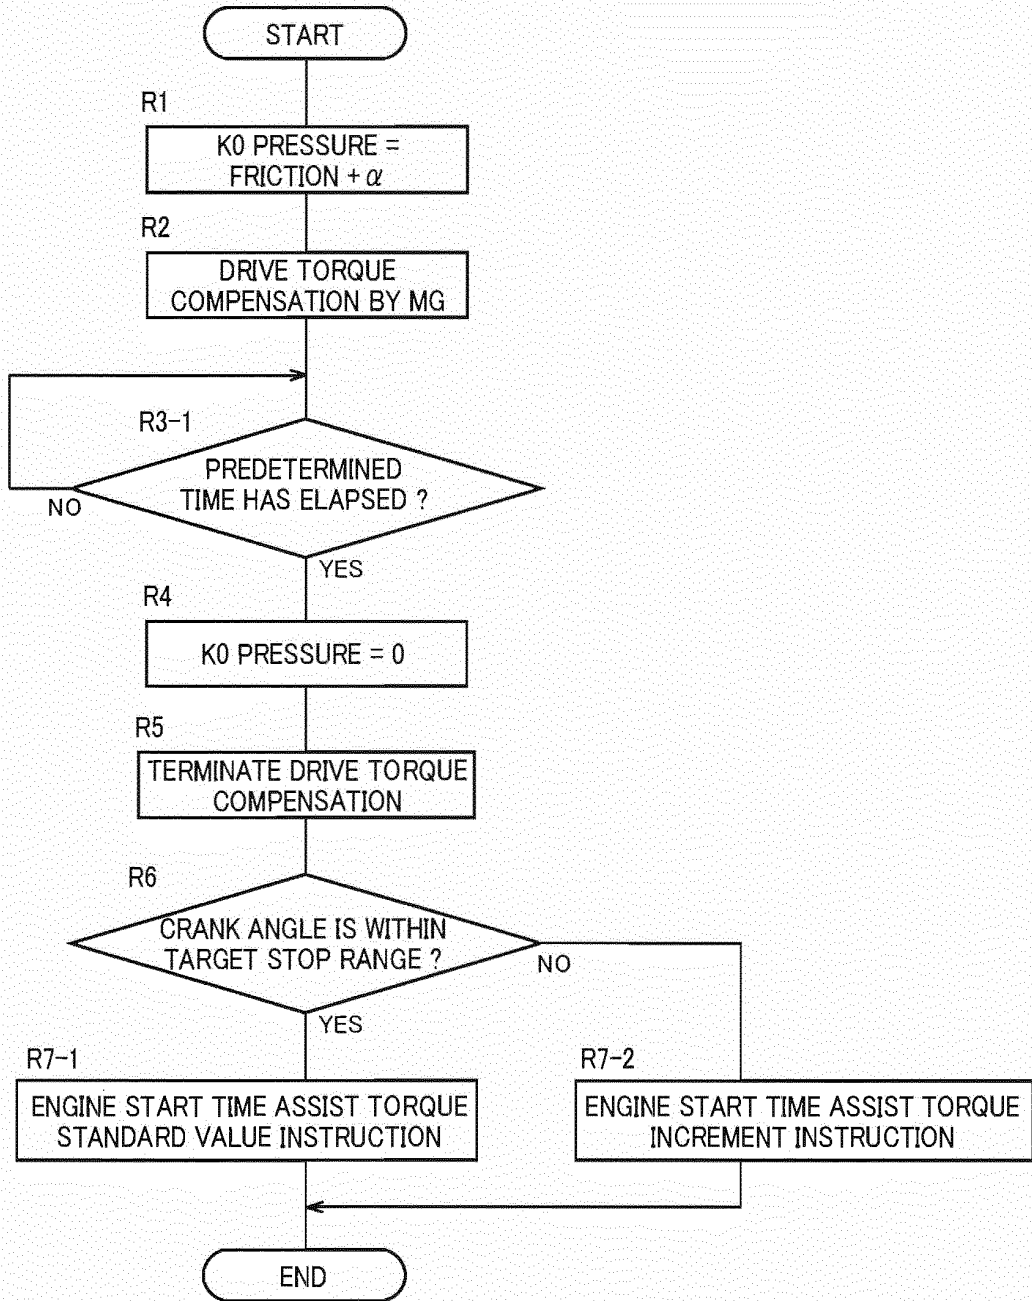 START
R1
K0 PRESSURE =
FRICTION + α
R2
DRIVE TORQUE
COMPENSATION BY MG
R3-1
PREDETERMINED
TIME HAS ELAPSED ?
NO
YES
R4
K0 PRESSURE = 0
R5
TERMINATE DRIVE TORQUE
COMPENSATION
R6
CRANK ANGLE IS WITHIN
TARGET STOP RANGE ?
NO
YES
R7-1
ENGINE START TIME ASSIST TORQUE
STANDARD VALUE INSTRUCTION
R7-2
ENGINE START TIME ASSIST TORQUE
INCREMENT INSTRUCTION
END